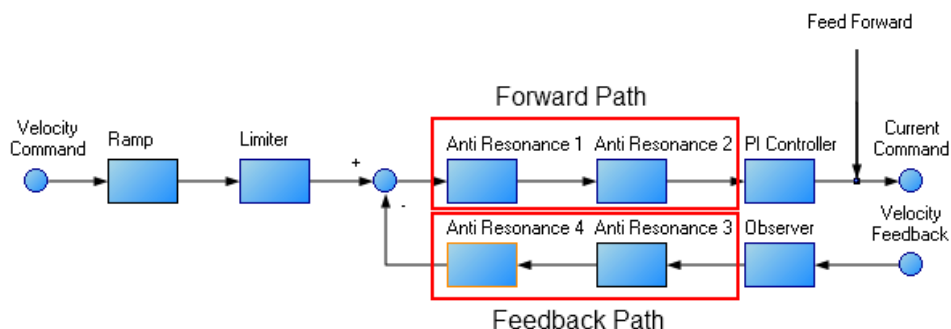 Feed Forward
Forward Path
Velocity
Command
Ramp
Limiter
Anti Resonance 1
Anti Resonance 2
PI Controller
Current
Command
+
-
Velocity
Feedback
Anti Resonance 4
Anti Resonance 3
Observer
Feedback Path